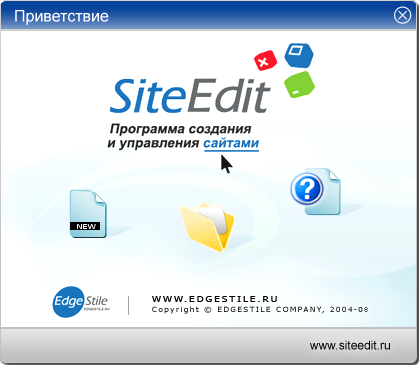 Приветствие
SiteEdit
Программа создания
и управления сайтами
NEW
?
Edge Stile
EDGESTILE.RU
WWW.EDGESTILE.RU
Copyright © EDGESTILE COMPANY, 2004-08
www.siteedit.ru